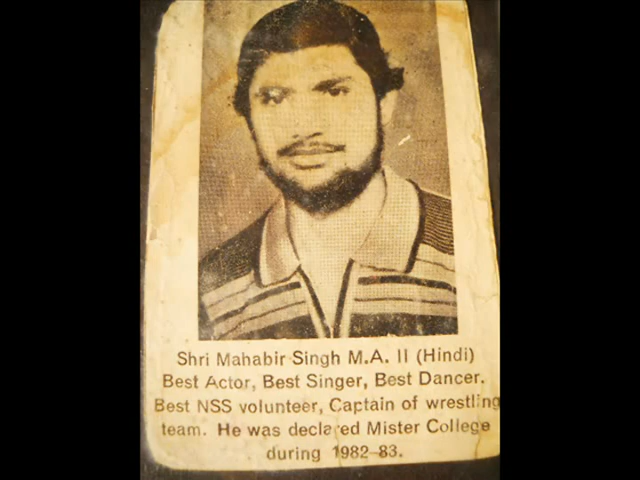 Shri Mahabir Singh M.A. II (Hindi)
Best Actor, Best Singer, Best Dancer.
Best NSS volunteer, Captain of wrestling
team. He was declared Mister College
during 1982-83.